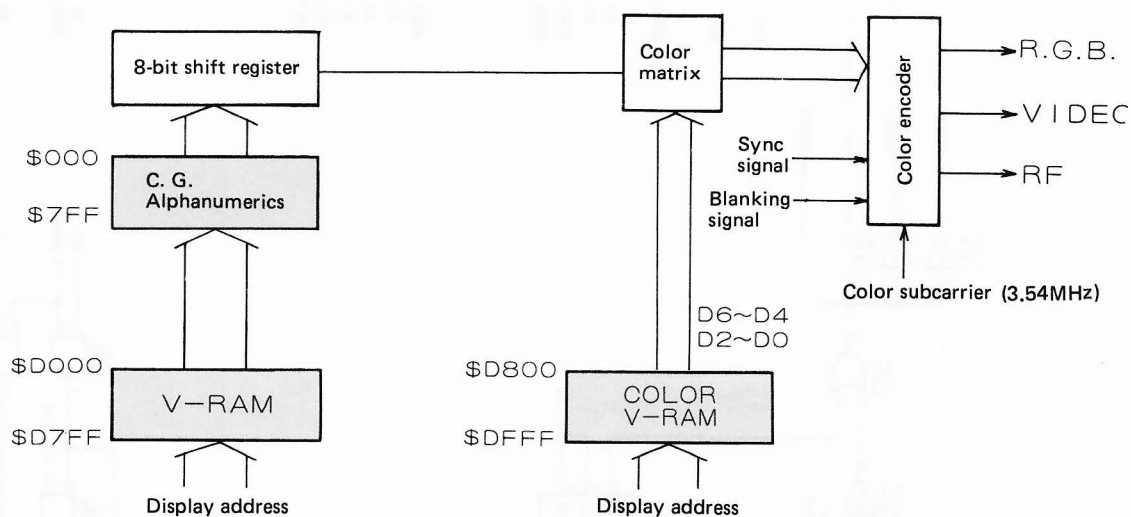 8-bit shift register
Color
matrix
Color encoder
R.G.B.
VIDEO
RF
Sync
signal
Blanking
signal
Color subcarrier (3.54MHz)
$000
C. G.
Alphanumerics
$7FF
D6~D4
D2~D0
$D000
V-RAM
$D7FF
$D800
COLOR
V-RAM
$DFFF
Display address
Display address